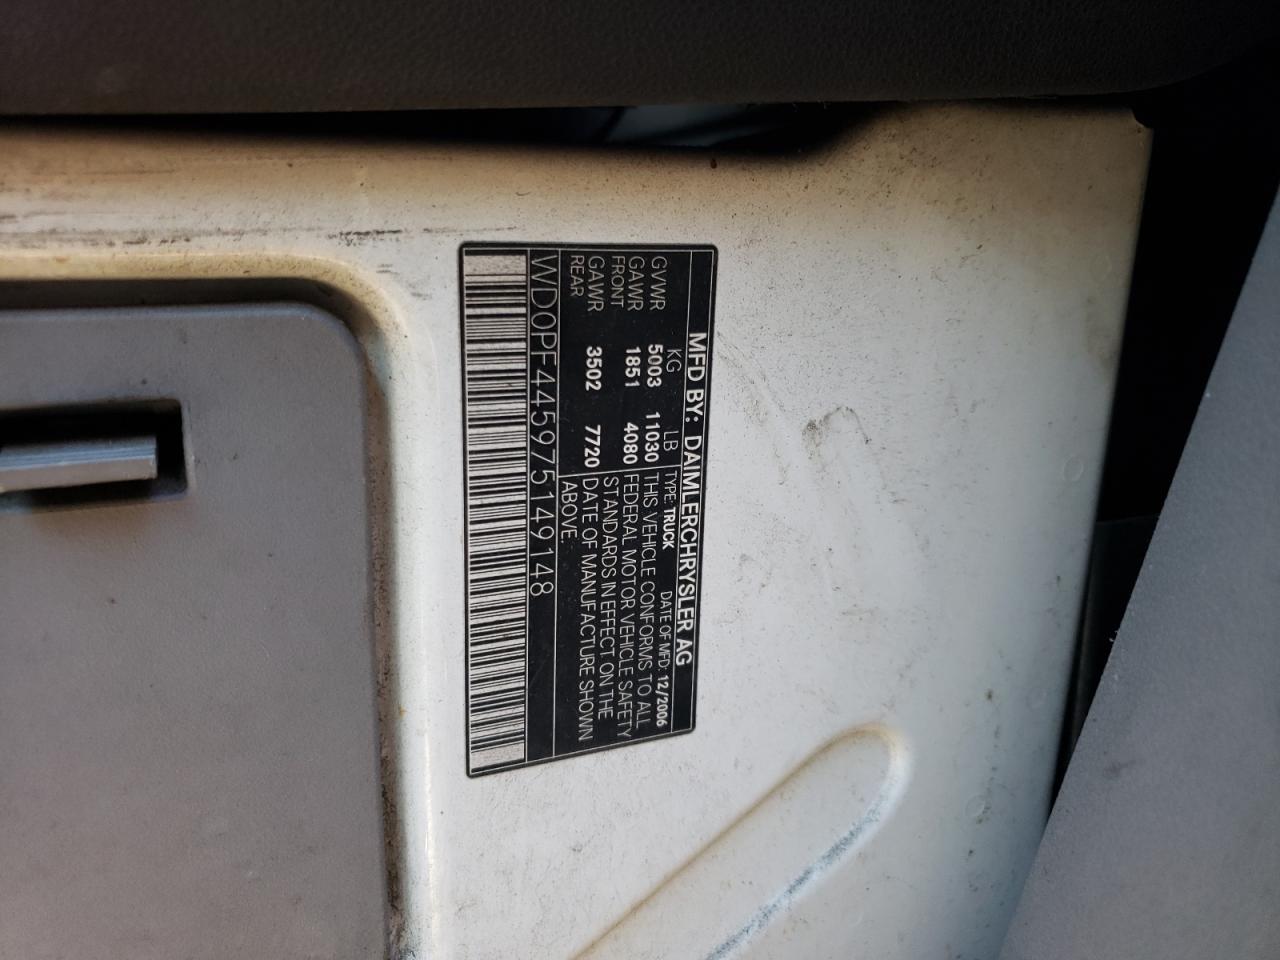 MFD BY: DAIMLERCHRYSLER AG
KG LB TYPE: TRUCK DATE OF MFD: 12/2006
GVWR 5003 11030 THIS VEHICLE CONFORMS TO ALL
GAWR FRONT 1851 4080 FEDERAL MOTOR VEHICLE SAFETY
STANDARDS IN EFFECT ON THE
GAWR REAR 3502 7720 DATE OF MANUFACTURE SHOWN
ABOVE.
WD0PF445975149148